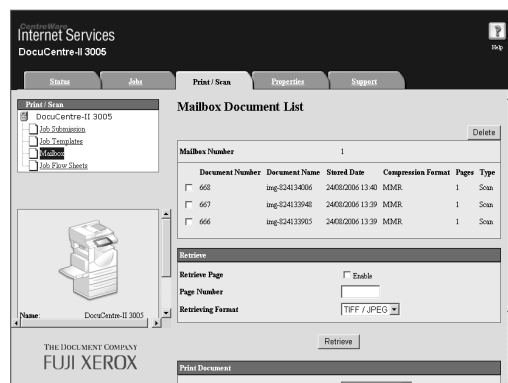 CentreWare
Internet Services
DocuCentre-II 3005
Help
Status Jobs Print / Scan Properties Support
Print / Scan
DocuCentre-II 3005
Job Submission
Job Templates
Mailbox
Job Flow Sheets
Name: DocuCentre-II 3005
THE DOCUMENT COMPANY
FUJI XEROX
Mailbox Document List
Delete
Mailbox Number 1
Document Number Document Name Stored Date Compression Format Pages Type
668 img-824134006 24/08/2006 13:40 MMR 1 Scan
667 img-824133948 24/08/2006 13:39 MMR 1 Scan
666 img-824133905 24/08/2006 13:39 MMR 1 Scan
Retrieve
Retrieve Page Enable
Page Number
Retrieving Format TIFF / JPEG
Retrieve
Print Document